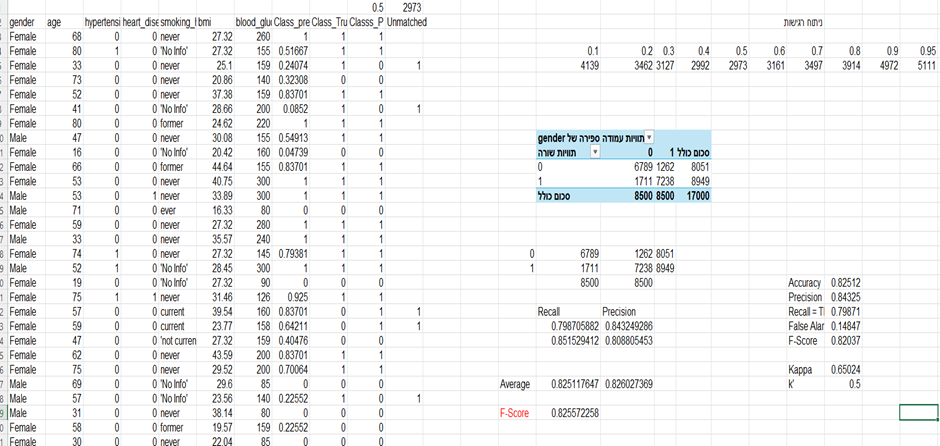 0.5 2973
gender age hypertensi heart_dise smoking_l bmi blood_glu Class_pre Class_Tru Classs_P Unmatched ניתוח רגישות
Female 68 0 0 never 27.32 260 1 1 1
Female 80 1 0 'No Info' 27.32 155 0.51667 1 1 0.1 0.2 0.3 0.4 0.5 0.6 0.7 0.8 0.9 0.95
Female 33 0 0 never 25.1 159 0.24074 1 0 1 4139 3462 3127 2992 2973 3161 3497 3914 4972 5111
Female 73 0 0 never 20.86 140 0.32308 0 0
Female 52 0 0 never 37.38 159 0.83701 1 1
Female 41 0 0 'No Info' 28.66 200 0.0852 1 0 1
Female 80 0 0 former 24.62 220 1 1 1
Male 47 0 0 never 30.08 155 0.54913 1 1 ספירה של gender תוויות עמודה
Female 16 0 0 'No Info' 20.42 160 0.04739 0 0 תוויות שורה 0 1 סכום כולל
Female 66 0 0 former 44.64 155 0.83701 1 1 0 6789 1262 8051
Female 53 0 0 never 40.75 300 1 1 1 1 1711 7238 8949
Male 53 0 1 never 33.89 300 1 1 1 סכום כולל 8500 8500 17000
Male 71 0 0 ever 16.33 80 0 0 0
Female 59 0 0 never 27.32 280 1 1 1
Male 33 0 0 never 35.57 240 1 1 1
Female 74 1 0 never 27.32 145 0.79381 1 1 0 6789 1262 8051
Male 52 1 0 'No Info' 28.45 300 1 1 1 1 1711 7238 8949
Female 19 0 0 'No Info' 27.32 90 0 0 0 8500 8500 Accuracy 0.82512
Female 75 1 1 never 31.46 126 0.925 1 1 Precision 0.84325
Female 57 0 0 current 39.54 160 0.83701 0 1 1 Recall Precision Recall = Tl 0.79871
Female 59 0 0 current 23.77 158 0.64211 0 1 1 0.798705882 0.843249286 False Alar 0.14847
Female 47 0 0 'not curren 27.32 159 0.40476 0 0 0.851529412 0.808805453 F-Score 0.82037
Female 62 0 0 never 43.59 200 0.83701 1 1
Female 75 0 0 never 29.52 200 0.70064 1 1 Kappa 0.65024
Male 69 0 0 'No Info' 29.6 85 0 0 0 Average 0.825117647 0.826027369 K' 0.5
Male 57 0 0 'No Info' 23.56 140 0.22552 1 0 1
Male 31 0 0 never 38.14 80 0 0 0 F-Score 0.825572258
Female 58 0 0 former 19.57 159 0.22552 0 0
Female 30 0 0 never 22.04 85 0 0 0